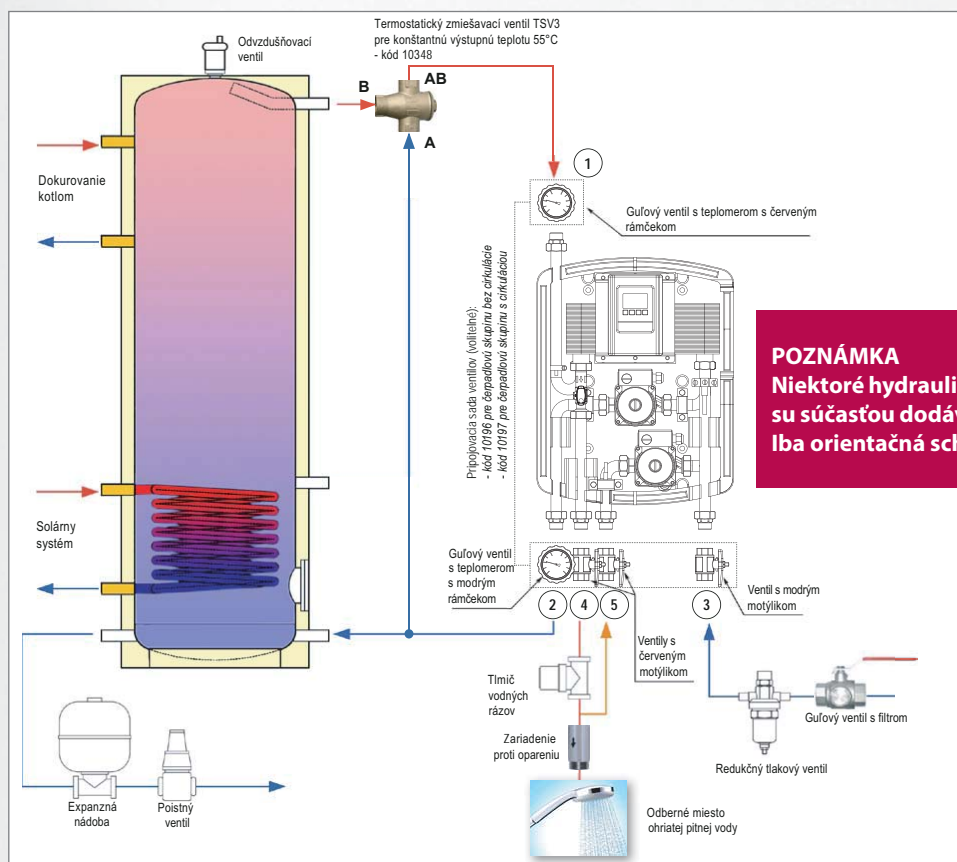 Termostatický zmiešavací ventil TSV3
pre konštantnú výstupnú teplotu 55°C
- kód 10348
Odvzdušňovací
ventil
B
AB
A
1
Dokurovanie
kotlom
Guľový ventil s teplomerom s červeným
rámčekom
Pripojovacia sada ventilov (voliteľné):
- kód 10196 pre čerpadlovú skupinu bez cirkulácie
- kód 10197 pre čerpadlovú skupinu s cirkuláciou
POZNÁMKA
Niektoré
su súčasťou
Iba orientačná
Solárny
systém
Guľový ventil
s teplomerom
s modrým
rámčekom
Ventil s modrým
motýlikom
2
4
5
3
Ventily s
červeným
motýlikom
Tlmič
vodných
rázov
Guľový ventil s filtrom
Zariadenie
proti opareniu
Redukčný tlakový ventil
Expanzná
nádoba
Poistný
ventil
Odberné miesto
ohriatej pitnej vody